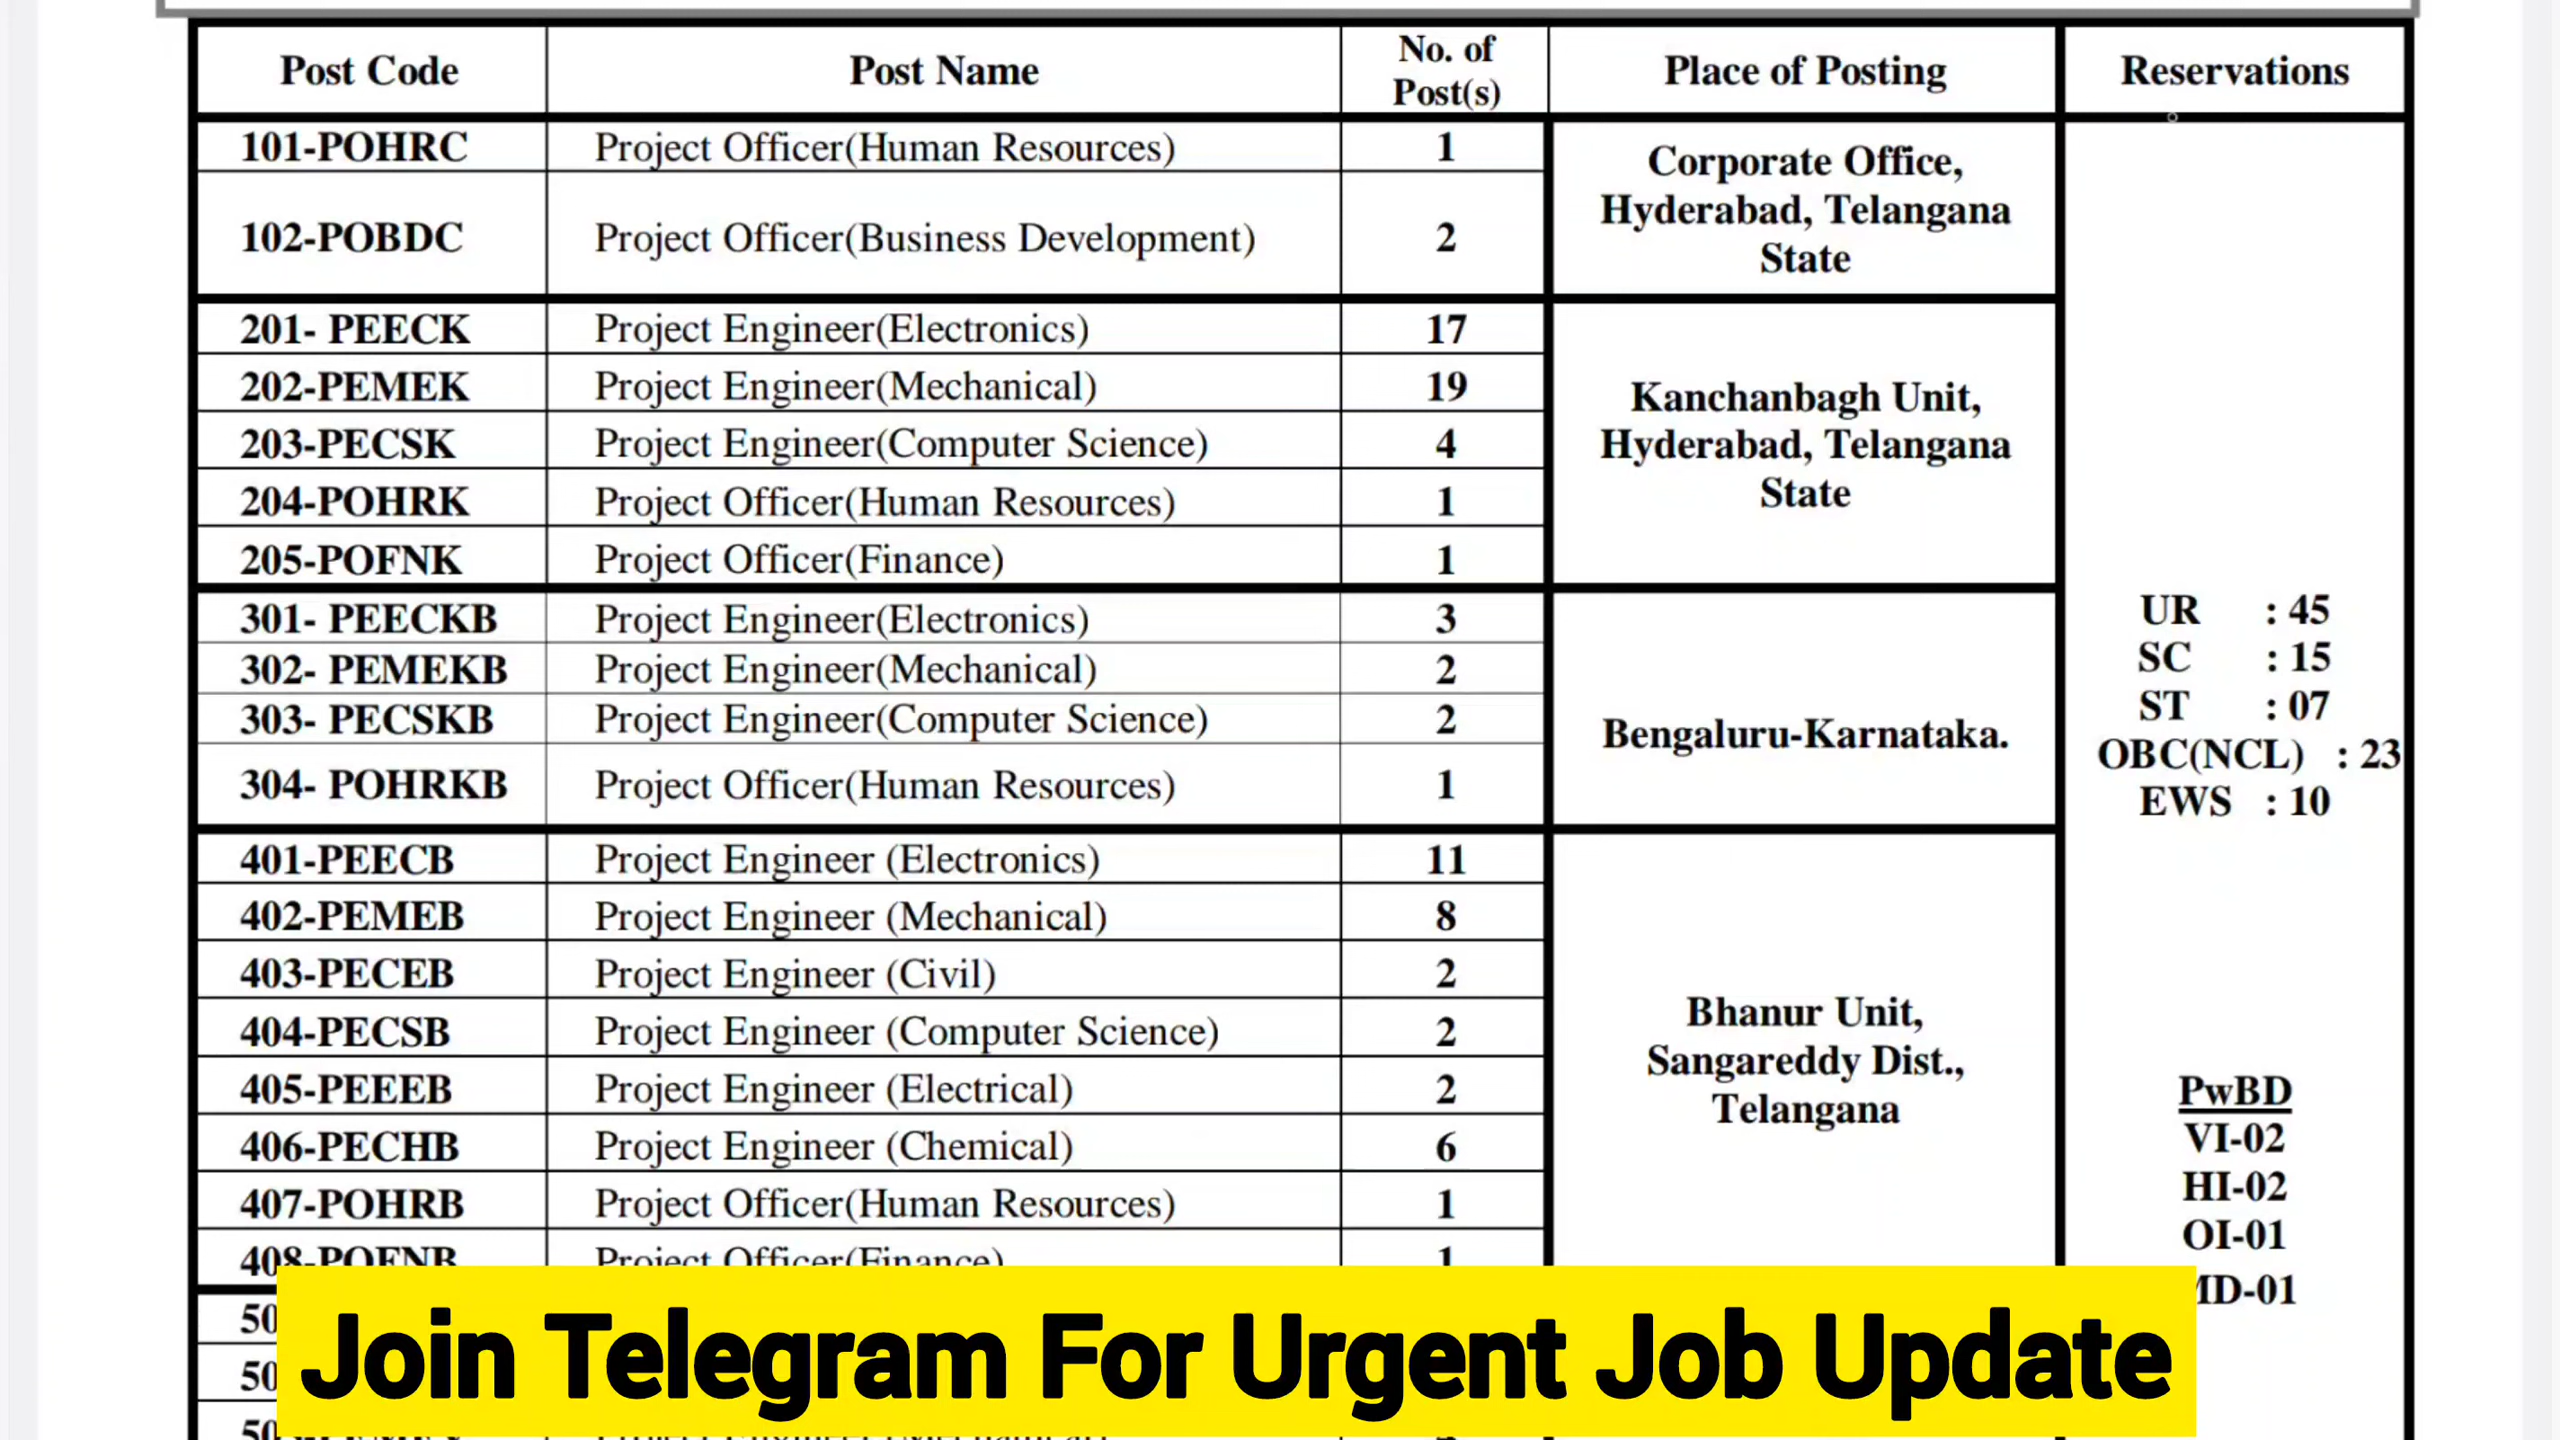 Post Code Post Name No. of Post(s) Place of Posting Reservations
101-POHRC Project Officer(Human Resources) 1
102-POBDC Project Officer(Business Development) 2
Corporate Office,
Hyderabad, Telangana
State
201- PEECK Project Engineer(Electronics) 17
202-PEMEK Project Engineer(Mechanical) 19
203-PECSK Project Engineer(Computer Science) 4
204-POHRK Project Officer(Human Resources) 1
205-POFNK Project Officer(Finance) 1
Kanchanbagh Unit,
Hyderabad, Telangana
State
301- PEECKB Project Engineer(Electronics) 3
302- PEMEKB Project Engineer(Mechanical) 2
303- PECSKB Project Engineer(Computer Science) 2
304- POHRKB Project Officer(Human Resources) 1
Bengaluru-Karnataka.
401-PEECB Project Engineer (Electronics) 11
402-PEMEB Project Engineer (Mechanical) 8
403-PECEB Project Engineer (Civil) 2
404-PECSB Project Engineer (Computer Science) 2
405-PEEEB Project Engineer (Electrical) 2
406-PECHB Project Engineer (Chemical) 6
407-POHRB Project Officer(Human Resources) 1
408-POFNB Project Officer(Finance) 1
Bhanur Unit,
Sangareddy Dist.,
Telangana
UR : 45
SC : 15
ST : 07
OBC(NCL) : 23
EWS : 10
PwBD
VI-02
HI-02
OI-01
MD-01
Join Telegram For Urgent Job Update